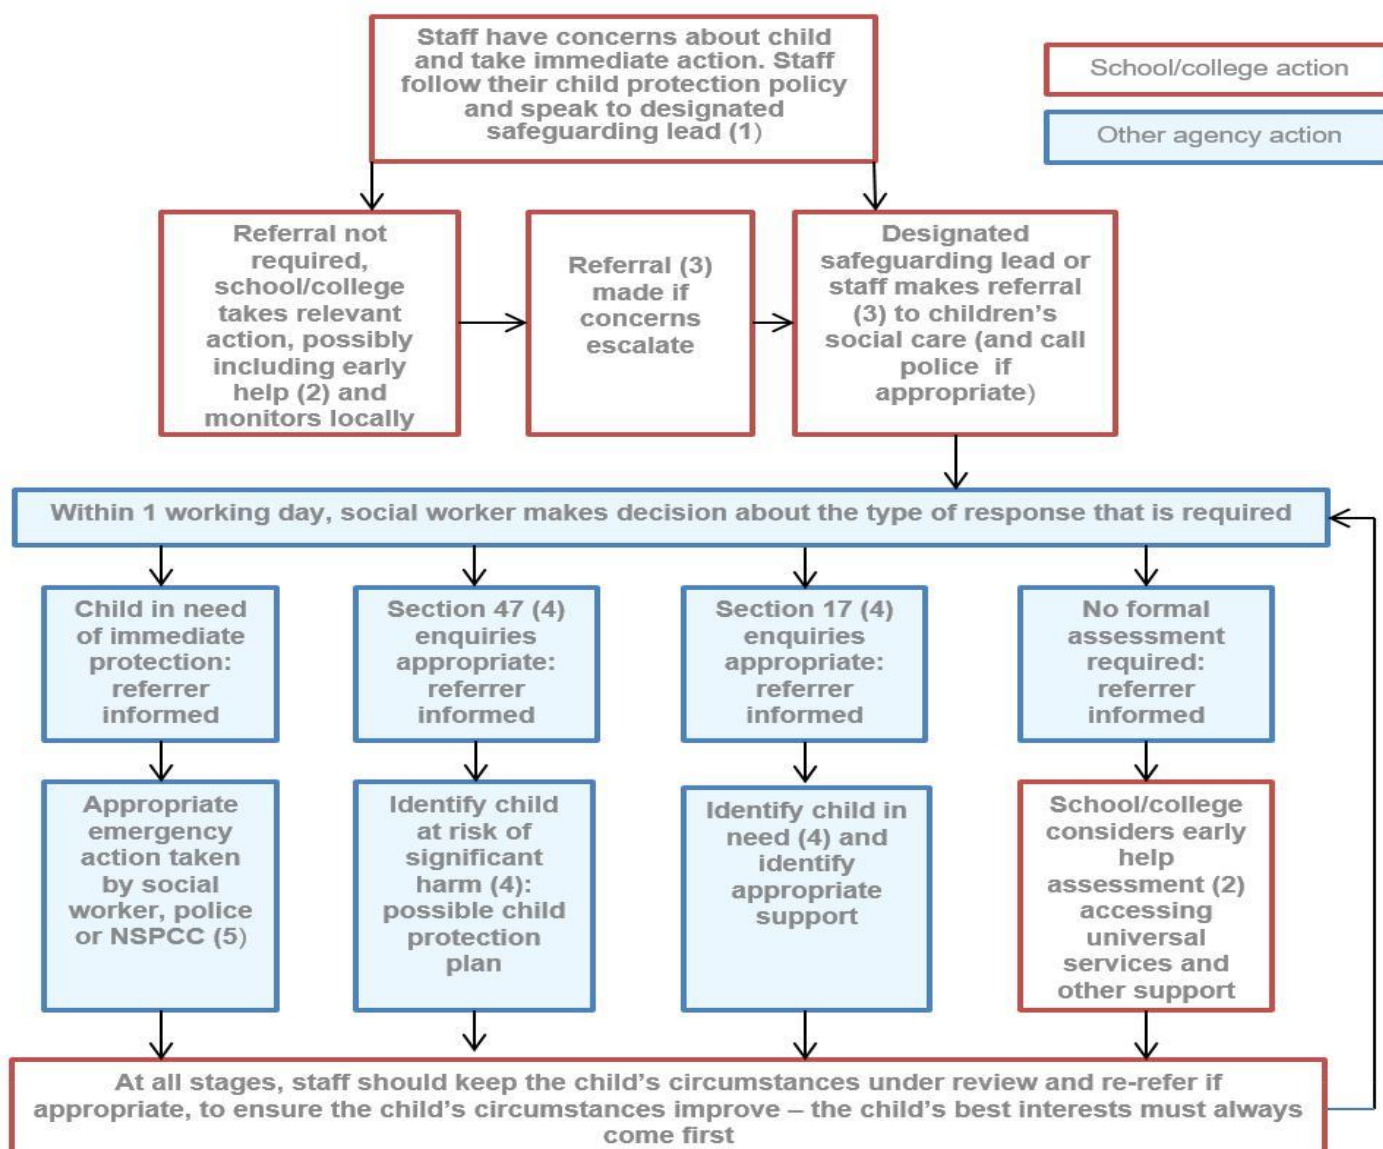 Staff have concerns about child
and take immediate action. Staff
follow their child protection policy
and speak to designated
safeguarding lead (1)
School/college action
Other agency action
Referral not
required,
school/college
takes relevant
action, possibly
including early
help (2) and
monitors locally
Referral (3)
made if
concerns
escalate
Designated
safeguarding lead or
staff makes referral
(3) to children’s
social care (and call
police if
appropriate)
Within 1 working day, social worker makes decision about the type of response that is required
Child in need
of immediate
protection:
referrer
informed
Section 47 (4)
enquiries
appropriate:
referrer
informed
Section 17 (4)
enquiries
appropriate:
referrer
informed
No formal
assessment
required:
referrer
informed
Appropriate
emergency
action taken
by social
worker, police
or NSPCC (5)
Identify child
at risk of
significant
harm (4):
possible child
protection
plan
Identify child in
need (4) and
identify
appropriate
support
School/college
considers early
help
assessment (2)
accessing
universal
services and
other support
At all stages, staff should keep the child’s circumstances under review and re-refer if
appropriate, to ensure the child’s circumstances improve – the child’s best interests must always
come first